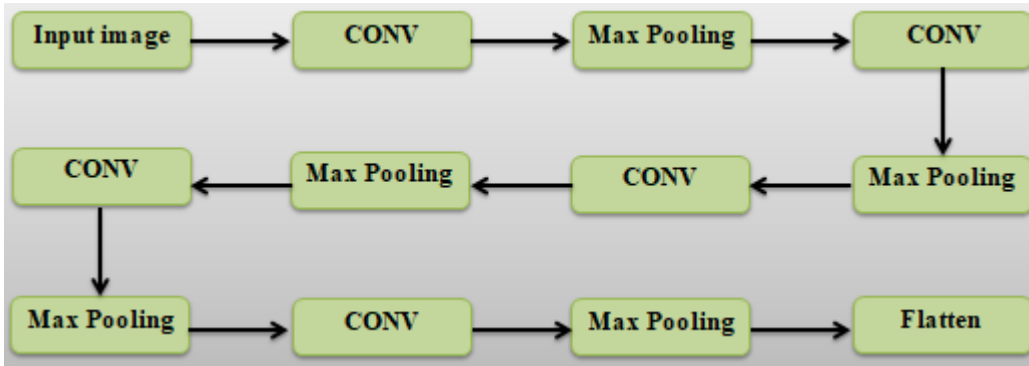 Input image
CONV
Max Pooling
CONV
Max Pooling
CONV
Max Pooling
CONV
Max Pooling
CONV
Max Pooling
Flatten